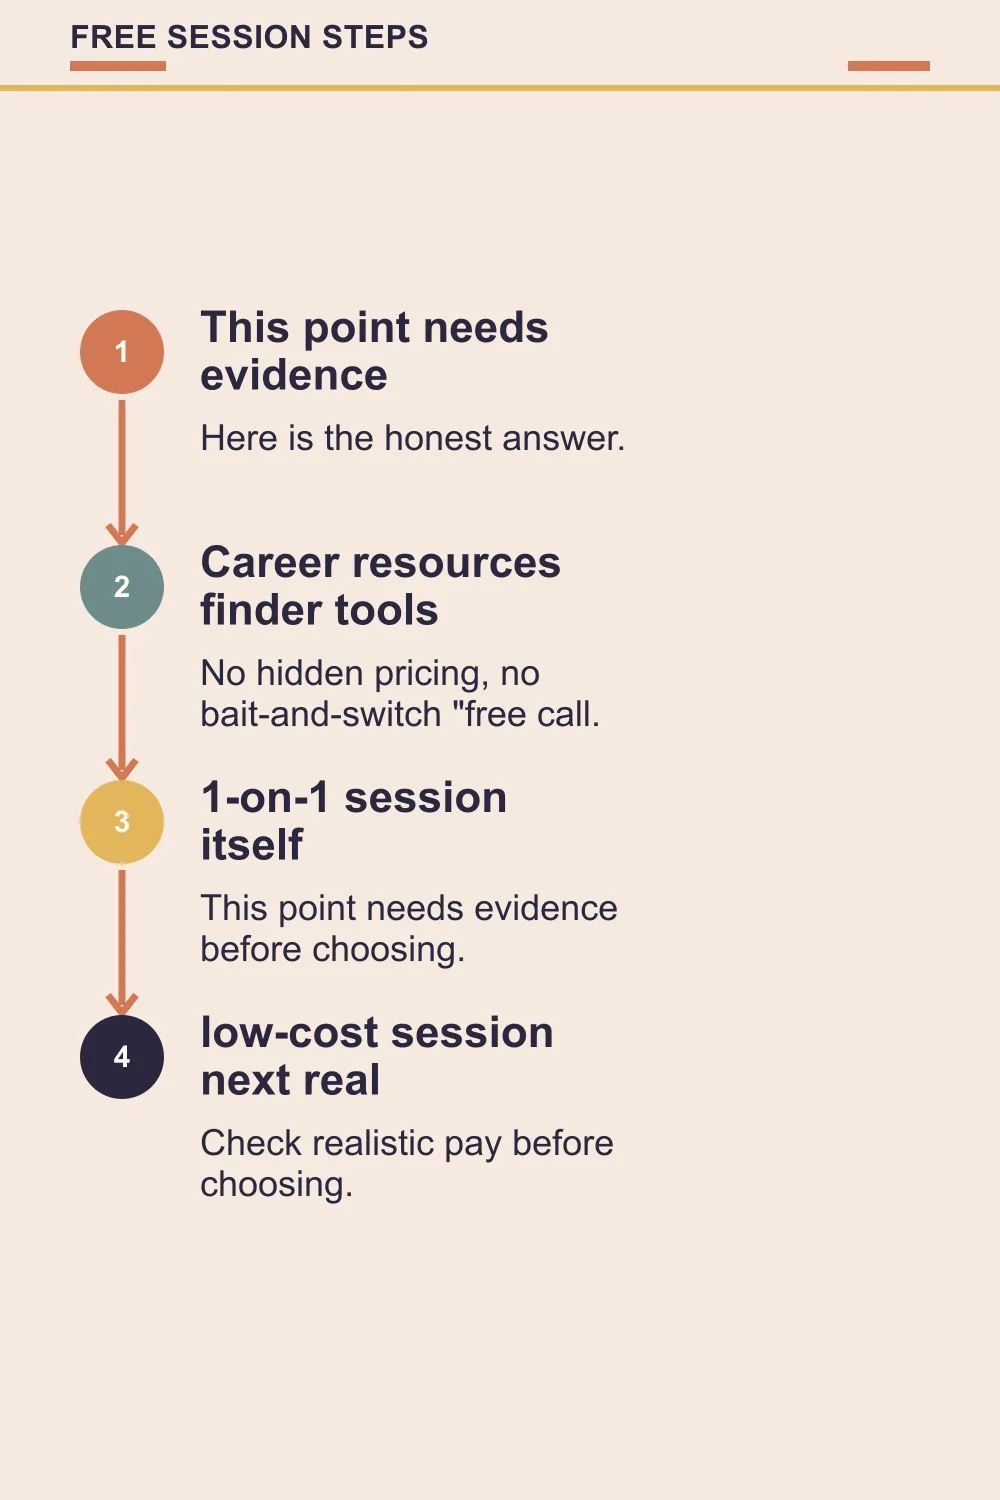 FREE SESSION STEPS
1
This point needs
evidence
Here is the honest answer.
2
Career resources
finder tools
No hidden pricing, no
bait-and-switch "free call.
3
1-on-1 session
itself
This point needs evidence
before choosing.
4
low-cost session
next real
Check realistic pay before
choosing.